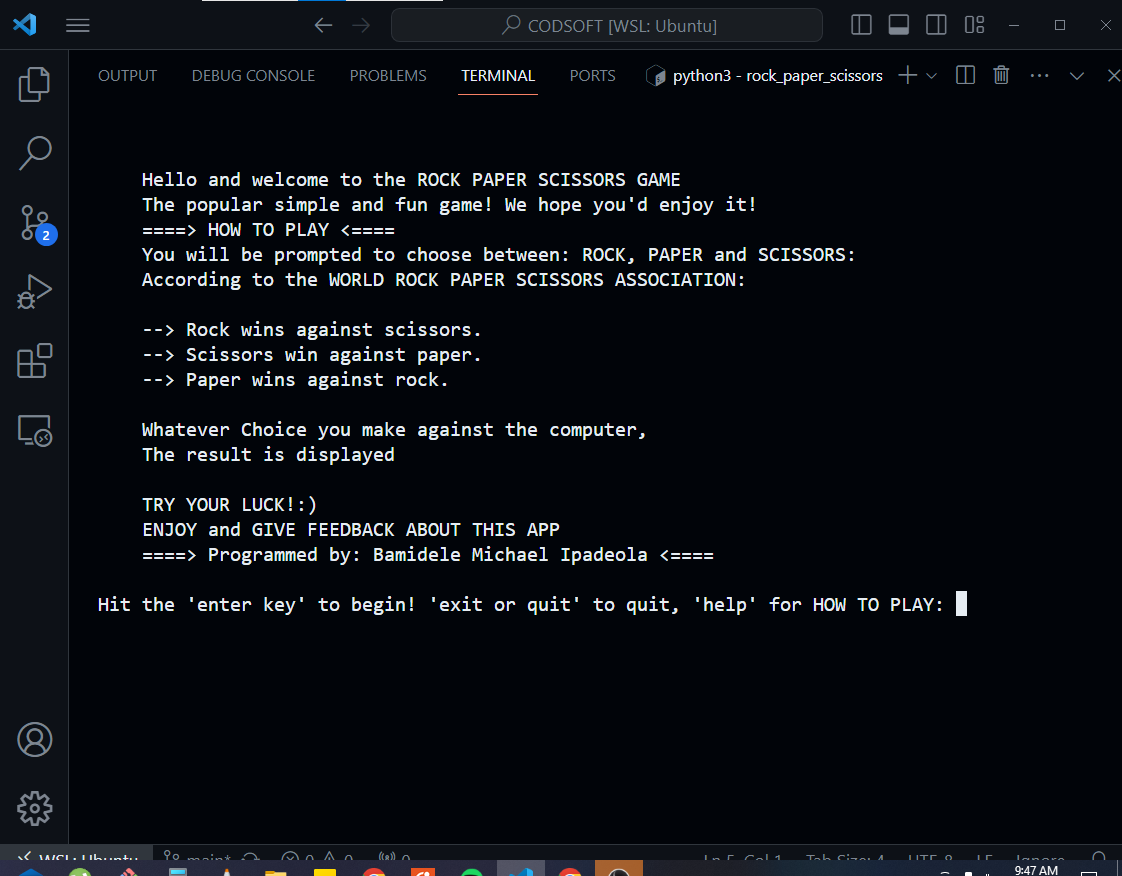 CODSOFT [WSL: Ubuntu]
OUTPUT DEBUG CONSOLE PROBLEMS TERMINAL PORTS python3 - rock_paper_scissors
Hello and welcome to the ROCK PAPER SCISSORS GAME
The popular simple and fun game! We hope you'd enjoy it!
====> HOW TO PLAY <====
You will be prompted to choose between: ROCK, PAPER and SCISSORS:
According to the WORLD ROCK PAPER SCISSORS ASSOCIATION:
--> Rock wins against scissors.
--> Scissors win against paper.
--> Paper wins against rock.
Whatever Choice you make against the computer,
The result is displayed
TRY YOUR LUCK!:)
ENJOY and GIVE FEEDBACK ABOUT THIS APP
====> Programmed by: Bamidele Michael Ipadeola <====
Hit the 'enter key' to begin! 'exit or quit' to quit, 'help' for HOW TO PLAY:
2
WSL: Ubuntu main* 0 0 0 Ln 5, Col 1 Tab Size: 4 UTF-8 LF Ignore
9:47 AM